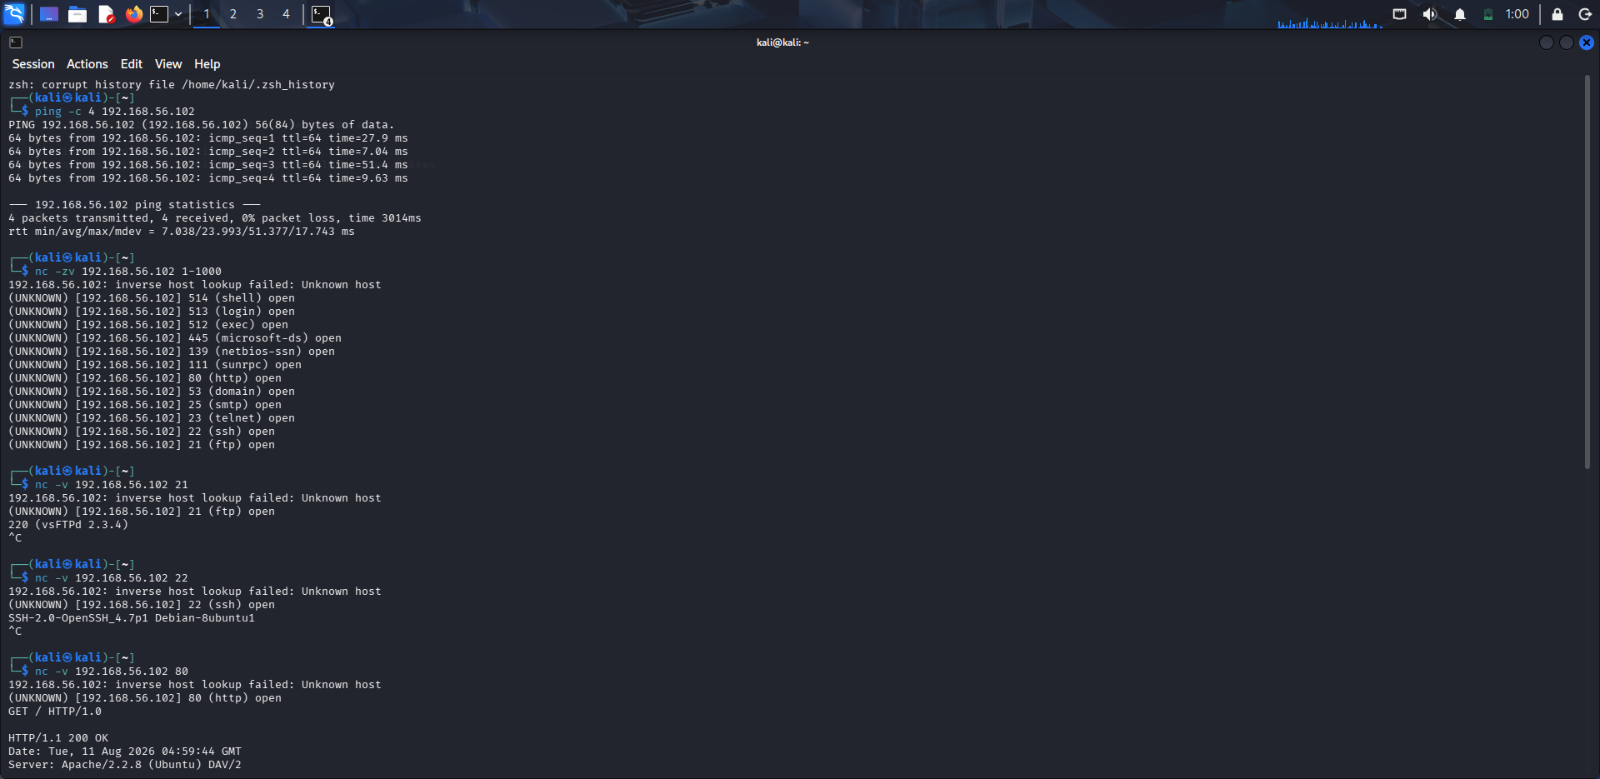 1 2 3 4 4 1:00
kali@kali: ~
Session Actions Edit View Help
zsh: corrupt history file /home/kali/.zsh_history
┌──(kali㉿kali)-[~]
└─$ ping -c 4 192.168.56.102
PING 192.168.56.102 (192.168.56.102) 56(84) bytes of data.
64 bytes from 192.168.56.102: icmp_seq=1 ttl=64 time=27.9 ms
64 bytes from 192.168.56.102: icmp_seq=2 ttl=64 time=7.04 ms
64 bytes from 192.168.56.102: icmp_seq=3 ttl=64 time=51.4 ms
64 bytes from 192.168.56.102: icmp_seq=4 ttl=64 time=9.63 ms
--- 192.168.56.102 ping statistics ---
4 packets transmitted, 4 received, 0% packet loss, time 3014ms
rtt min/avg/max/mdev = 7.038/23.993/51.377/17.743 ms
┌──(kali㉿kali)-[~]
└─$ nc -zv 192.168.56.102 1-1000
192.168.56.102: inverse host lookup failed: Unknown host
(UNKNOWN) [192.168.56.102] 514 (shell) open
(UNKNOWN) [192.168.56.102] 513 (login) open
(UNKNOWN) [192.168.56.102] 512 (exec) open
(UNKNOWN) [192.168.56.102] 445 (microsoft-ds) open
(UNKNOWN) [192.168.56.102] 139 (netbios-ssn) open
(UNKNOWN) [192.168.56.102] 111 (sunrpc) open
(UNKNOWN) [192.168.56.102] 80 (http) open
(UNKNOWN) [192.168.56.102] 53 (domain) open
(UNKNOWN) [192.168.56.102] 25 (smtp) open
(UNKNOWN) [192.168.56.102] 23 (telnet) open
(UNKNOWN) [192.168.56.102] 22 (ssh) open
(UNKNOWN) [192.168.56.102] 21 (ftp) open
┌──(kali㉿kali)-[~]
└─$ nc -v 192.168.56.102 21
192.168.56.102: inverse host lookup failed: Unknown host
(UNKNOWN) [192.168.56.102] 21 (ftp) open
220 (vsFTPd 2.3.4)
^C
┌──(kali㉿kali)-[~]
└─$ nc -v 192.168.56.102 22
192.168.56.102: inverse host lookup failed: Unknown host
(UNKNOWN) [192.168.56.102] 22 (ssh) open
SSH-2.0-OpenSSH_4.7p1 Debian-8ubuntu1
^C
┌──(kali㉿kali)-[~]
└─$ nc -v 192.168.56.102 80
192.168.56.102: inverse host lookup failed: Unknown host
(UNKNOWN) [192.168.56.102] 80 (http) open
GET / HTTP/1.0
HTTP/1.1 200 OK
Date: Tue, 11 Aug 2026 04:59:44 GMT
Server: Apache/2.2.8 (Ubuntu) DAV/2